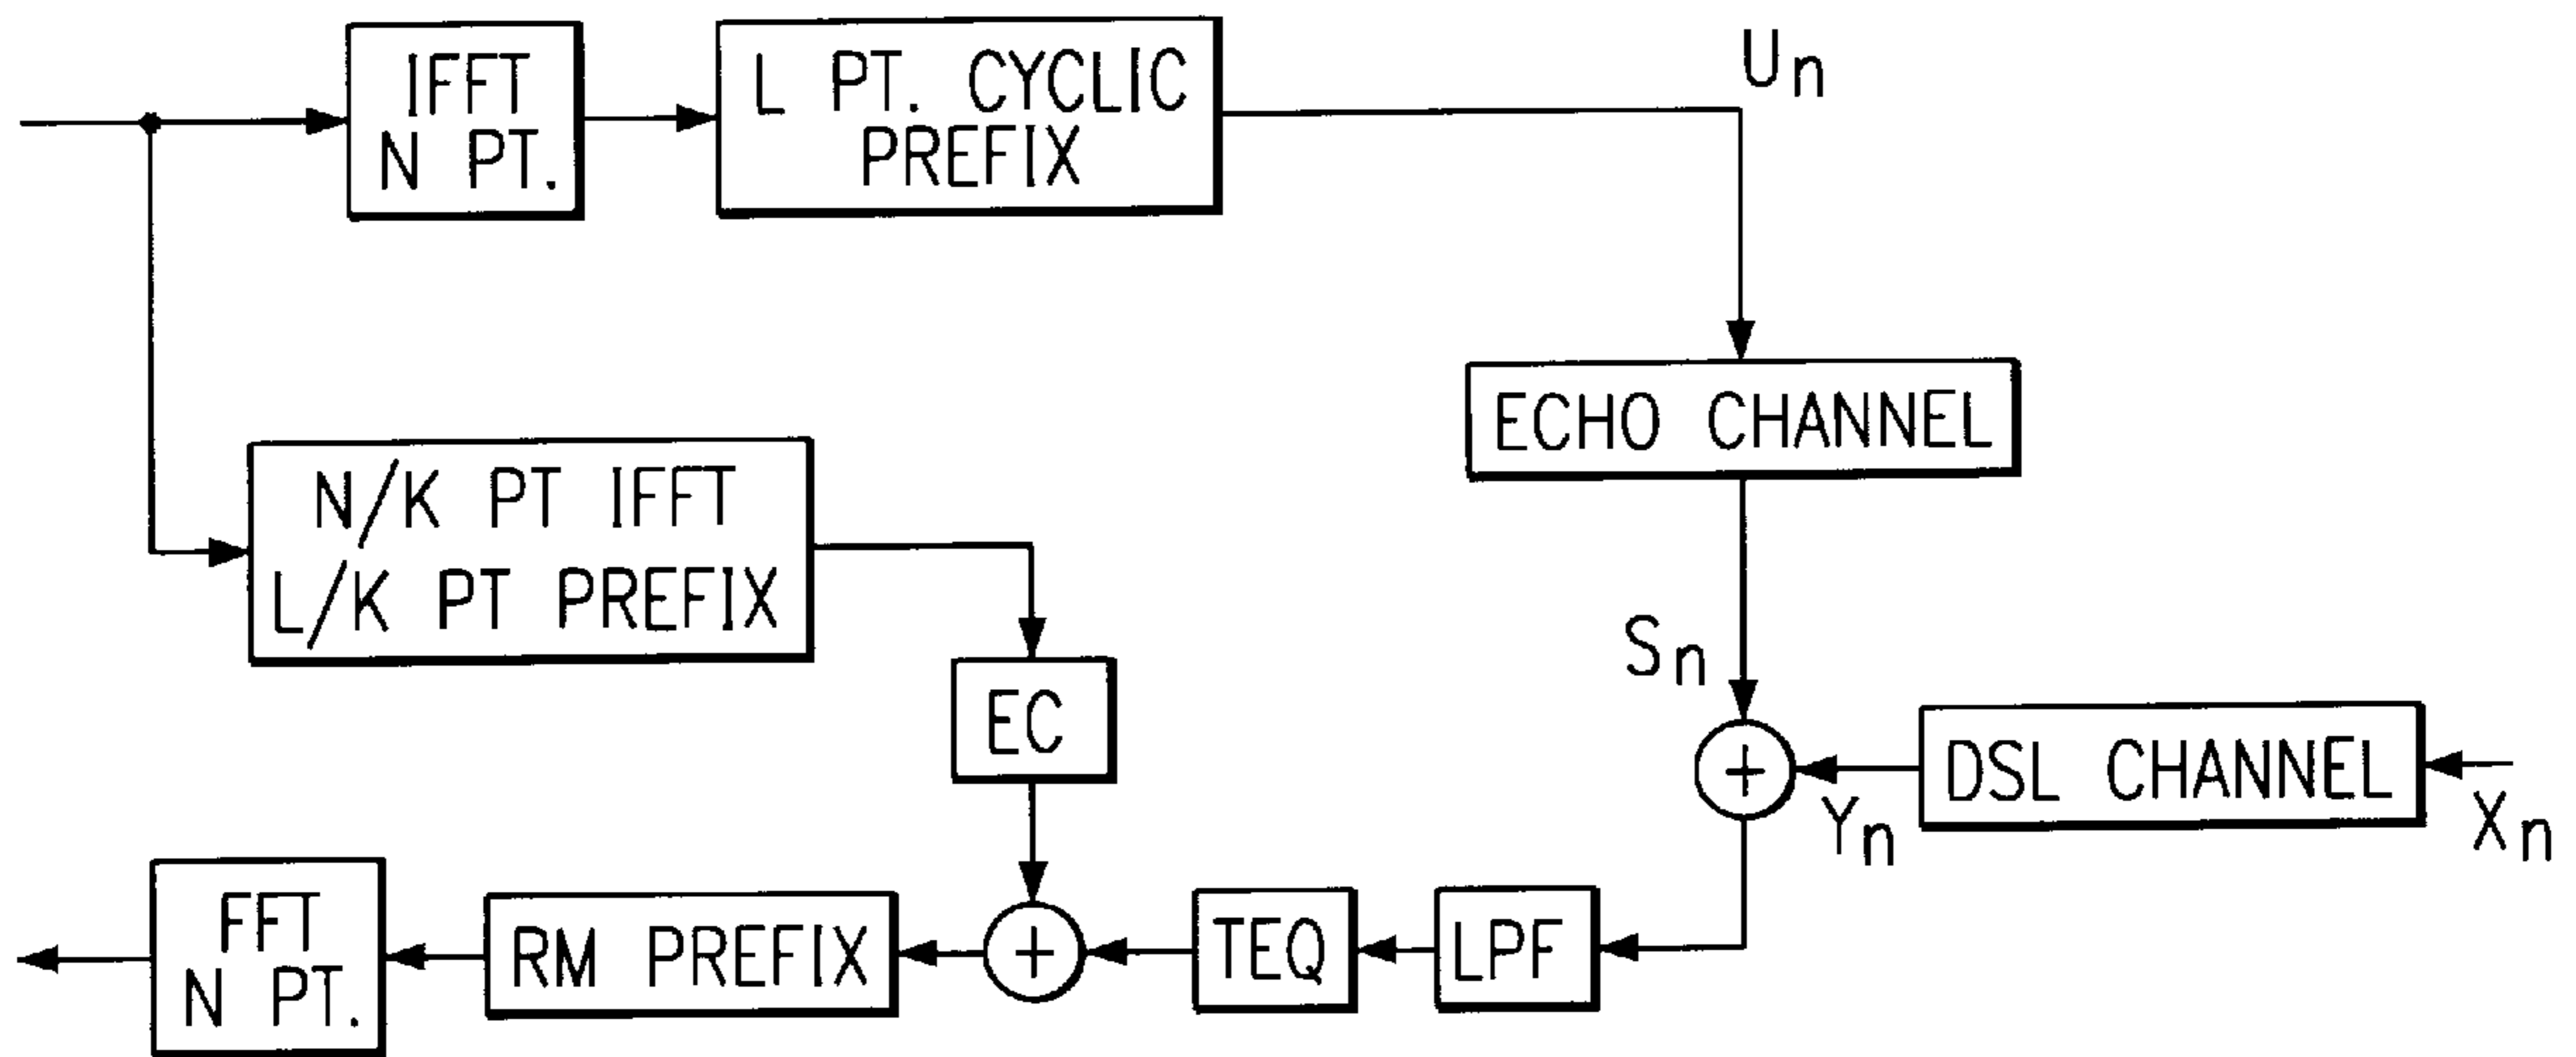 IFFT
N PT.
L PT. CYCLIC
PREFIX
Un
ECHO CHANNEL
N/K PT IFFT
L/K PT PREFIX
Sn
EC
+
DSL CHANNEL
Yn
Xn
FFT
N PT.
RM PREFIX
+
TEQ
LPF